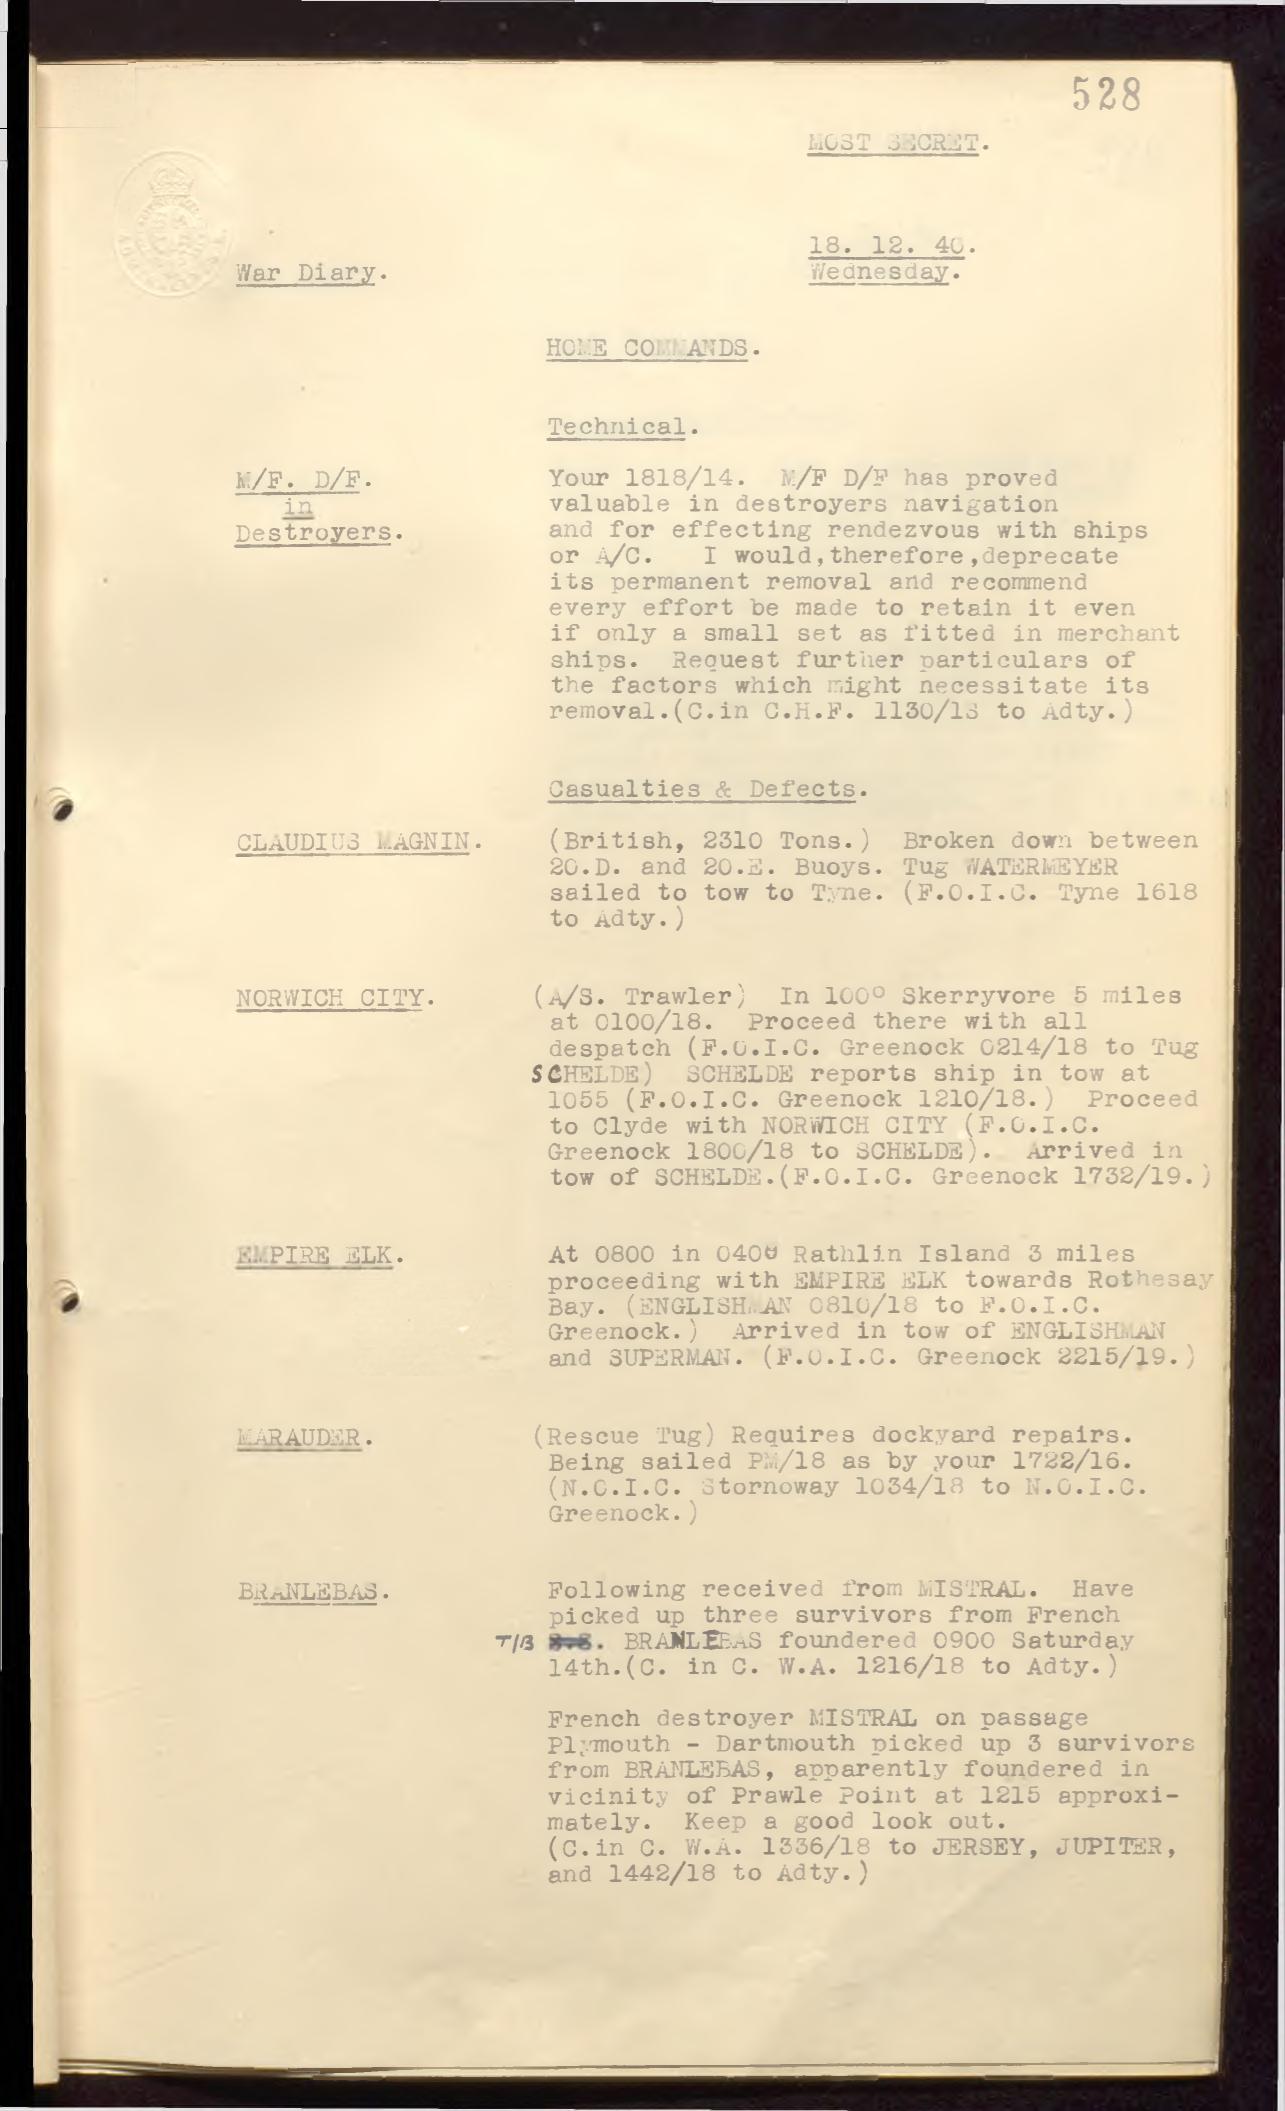 528
MOST SECRET.
18. 12. 40.
War Diary.
Wednesday.
HOME COMMANDS.
Technical.
M/F. D/F.
in
Destroyers.
Your 1818/14. M/F D/F has proved
valuable in destroyers navigation
and for effecting rendezvous with ships
or A/C. I would,therefore,deprecate
its permanent removal and recommend
every effort be made to retain it even
if only a small set as fitted in merchant
ships. Request further particulars of
the factors which might necessitate its
removal.(C.in C.H.F. 1130/18 to Adty.)
Casualties & Defects.
CLAUDIUS MAGNIN.
(British, 2310 Tons.) Broken down between
20.D. and 20.E. Buoys. Tug WATERMEYER
sailed to tow to Tyne. (F.O.I.C. Tyne 1618
to Adty.)
NORWICH CITY.
(A/S. Trawler) In 100° Skerryvore 5 miles
at 0100/18. Proceed there with all
despatch (F.O.I.C. Greenock 0214/18 to Tug
SCHELDE) SCHELDE reports ship in tow at
1055 (F.O.I.C. Greenock 1210/18.) Proceed
to Clyde with NORWICH CITY (F.O.I.C.
Greenock 1800/18 to SCHELDE). Arrived in
tow of SCHELDE.(F.O.I.C. Greenock 1732/19.)
EMPIRE ELK.
At 0800 in 040° Rathlin Island 3 miles
proceeding with EMPIRE ELK towards Rothesay
Bay. (ENGLISHMAN 0810/18 to F.O.I.C.
Greenock.) Arrived in tow of ENGLISHMAN
and SUPERMAN. (F.O.I.C. Greenock 2215/19.)
MARAUDER.
(Rescue Tug) Requires dockyard repairs.
Being sailed PM/18 as by your 1722/16.
(N.O.I.C. Stornoway 1034/18 to N.O.I.C.
Greenock.)
BRANLEBAS.
Following received from MISTRAL. Have
picked up three survivors from French
T/B . BRANLEBAS foundered 0900 Saturday
14th.(C. in C. W.A. 1216/18 to Adty.)
French destroyer MISTRAL on passage
Plymouth - Dartmouth picked up 3 survivors
from BRANLEBAS, apparently foundered in
vicinity of Prawle Point at 1215 approxi-
mately. Keep a good look out.
(C.in C. W.A. 1336/18 to JERSEY, JUPITER,
and 1442/18 to Adty.)